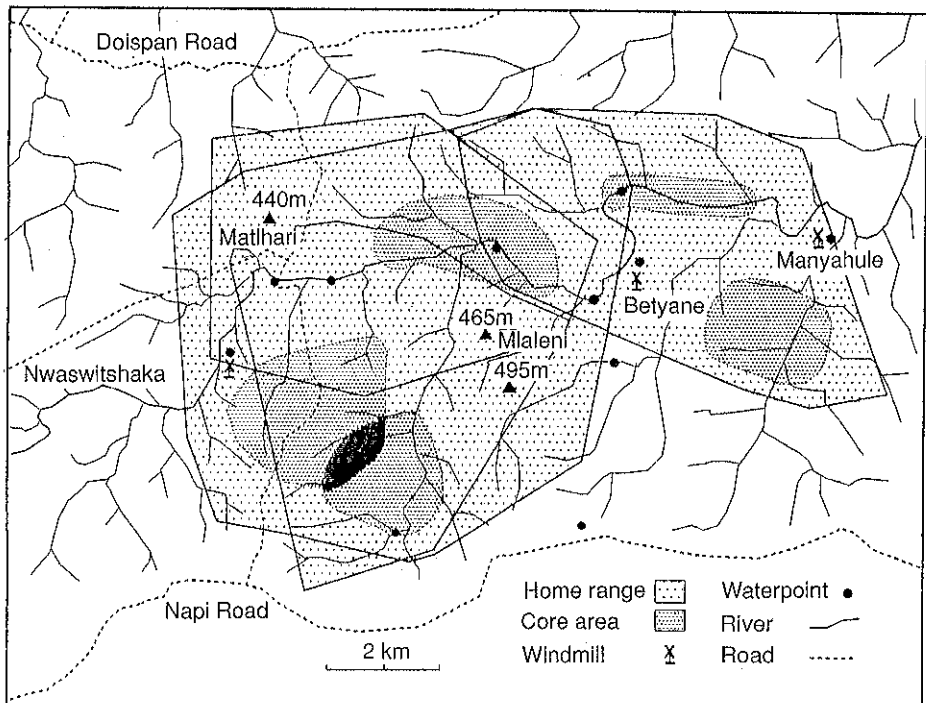 Doispan Road
440m
Matlhari
Manyahule
Betyane
465m
Mlaleni
495m
Nwaswitshaka
Napi Road
2 km
Home range
Waterpoint
Core area
River
Windmill
Road